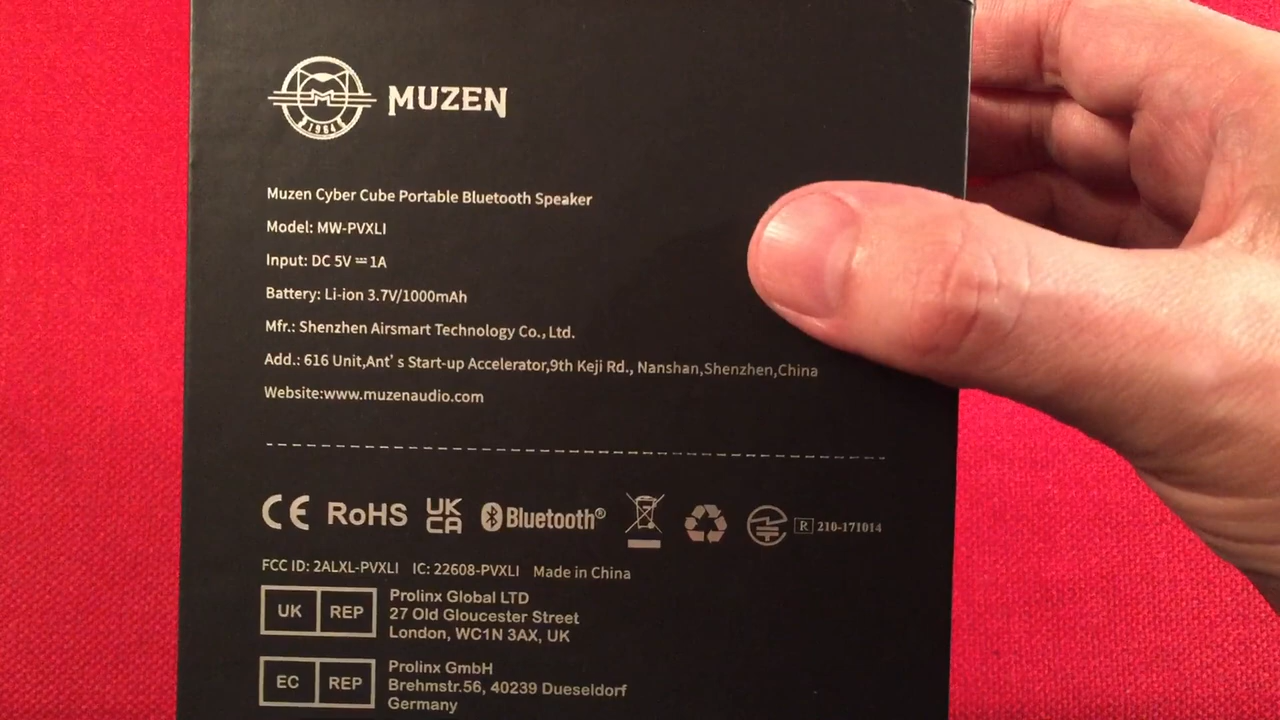 1984
MUZEN
Muzen Cyber Cube Portable Bluetooth Speaker
Model: MW-PVXLI
Input: DC 5V ⎓ 1A
Battery: Li-ion 3.7V/1000mAh
Mfr.: Shenzhen Airsmart Technology Co., Ltd.
Add.: 616 Unit,Ant's Start-up Accelerator,9th Keji Rd., Nanshan,Shenzhen,China
Website:www.muzenaudio.com
CE RoHS UK CA Bluetooth® R 210-171014
FCC ID: 2ALXL-PVXLI IC: 22608-PVXLI Made in China
UK REP
Prolinx Global LTD
27 Old Gloucester Street
London, WC1N 3AX, UK
EC REP
Prolinx GmbH
Brehmstr.56, 40239 Dueseldorf
Germany